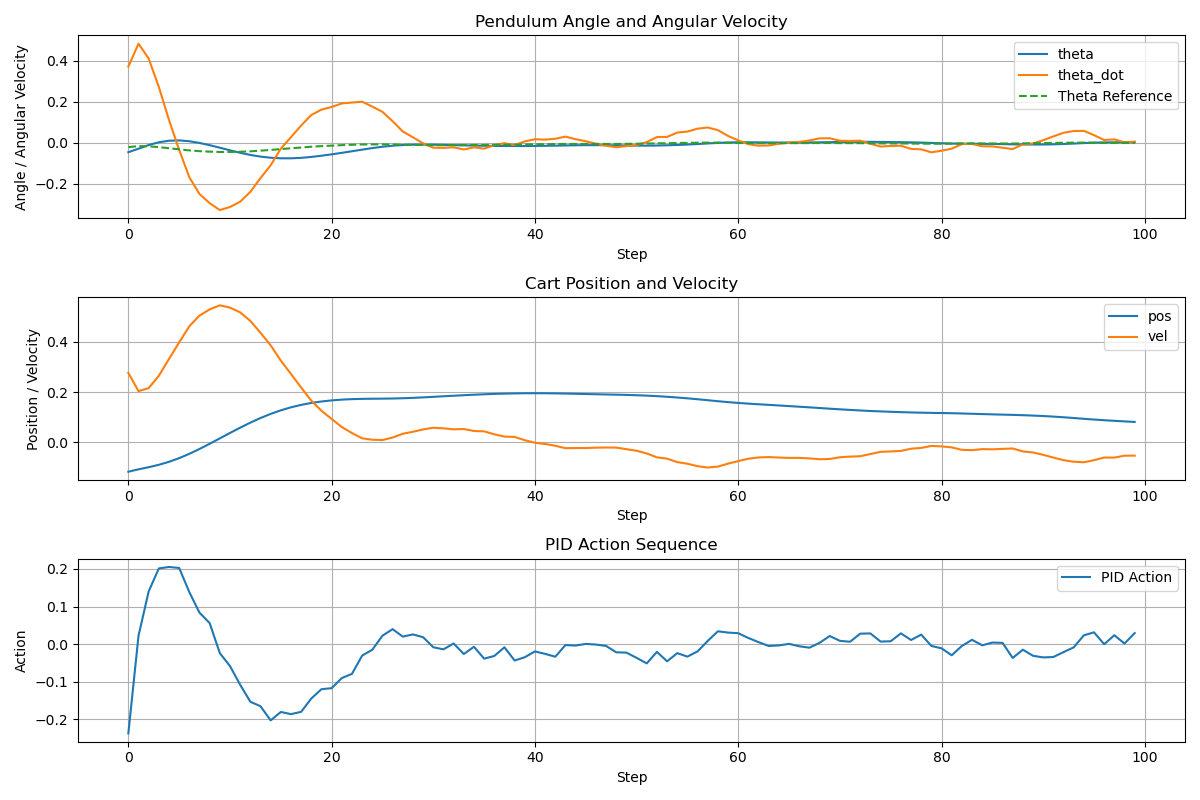 Pendulum Angle and Angular Velocity
Angle / Angular Velocity
0.4
0.2
0.0
−0.2
theta
theta_dot
Theta Reference
0 20 40 60 80 100
Step
Cart Position and Velocity
Position / Velocity
0.4
0.2
0.0
pos
vel
0 20 40 60 80 100
Step
PID Action Sequence
Action
0.2
0.1
0.0
−0.1
−0.2
PID Action
0 20 40 60 80 100
Step